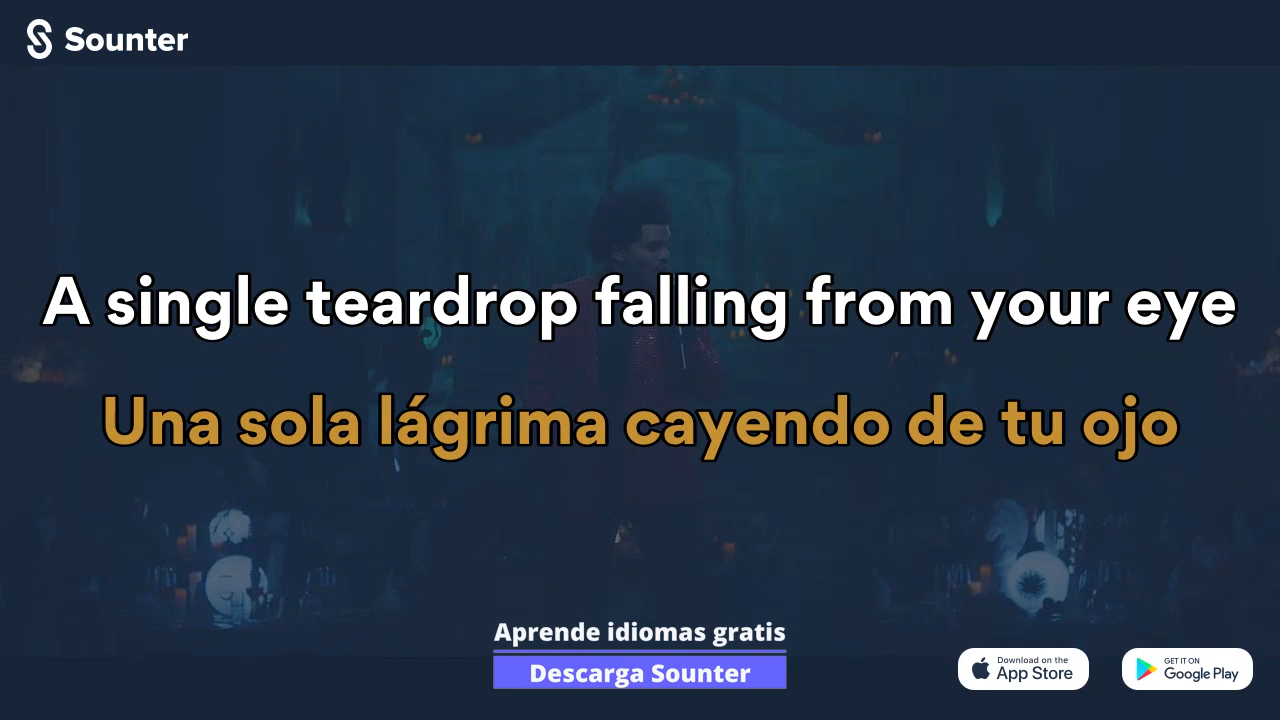 Sounter
A single teardrop falling from your eye
Una sola lágrima cayendo de tu ojo
Aprende idiomas gratis
Descarga Sounter
Download on the
App Store
GET IT ON
Google Play